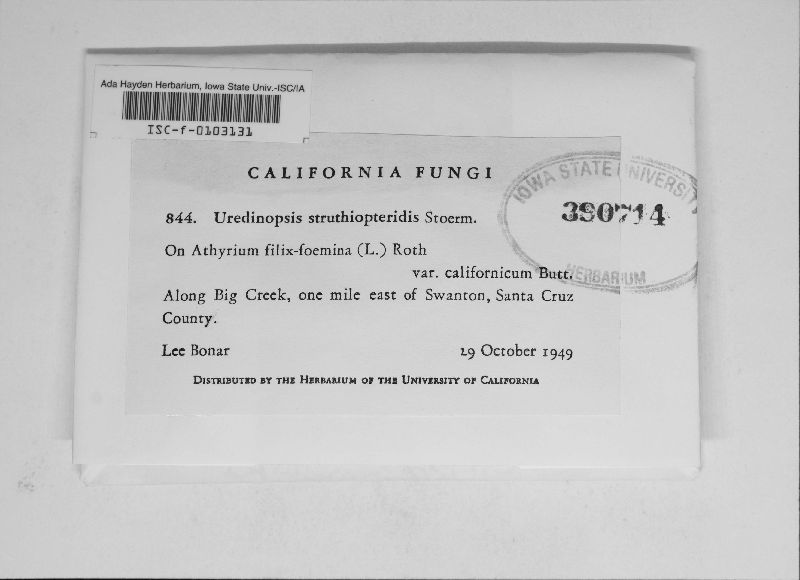 Ada Hayden Herbarium, Iowa State Univ.-ISC/IA
ISC-f-0103131
CALIFORNIA FUNGI
IOWA STATE UNIVERSITY
390714
HERBARIUM
844. Uredinopsis struthiopteridis Stoerm.
On Athyrium filix-foemina (L.) Roth
var. californicum Butt.
Along Big Creek, one mile east of Swanton, Santa Cruz
County.
Lee Bonar 29 October 1949
Distributed by the Herbarium of the University of California